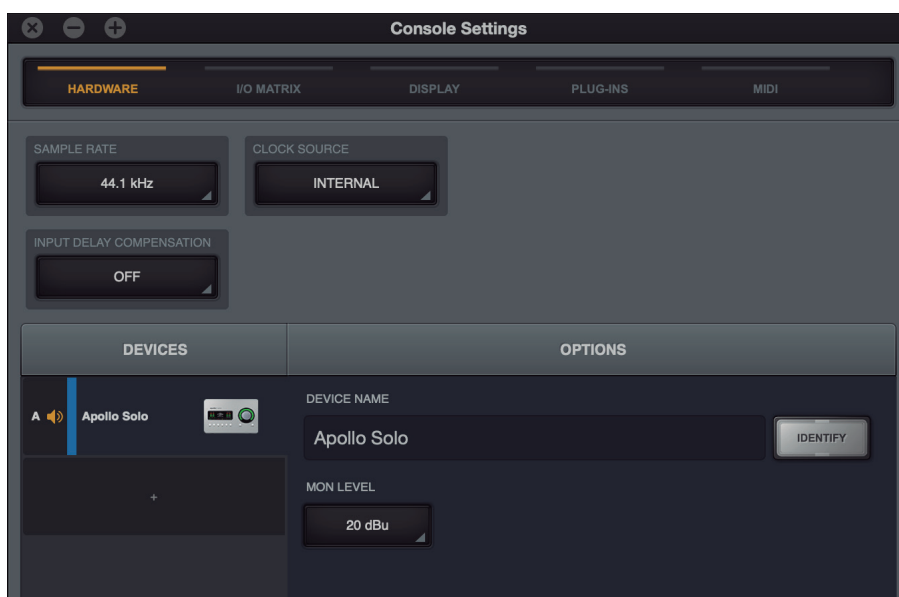 Console Settings
HARDWARE I/O MATRIX DISPLAY PLUG-INS MIDI
SAMPLE RATE CLOCK SOURCE
44.1 kHz INTERNAL
INPUT DELAY COMPENSATION
OFF
DEVICES OPTIONS
DEVICE NAME
A Apollo Solo
Apollo Solo IDENTIFY
+
MON LEVEL
20 dBu